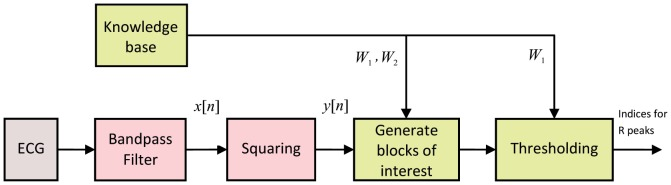 Knowledge
base
W₁ , W₂
W₁
x[n]
y[n]
Indices for
R peaks
ECG
Bandpass
Filter
Squaring
Generate
blocks of
interest
Thresholding